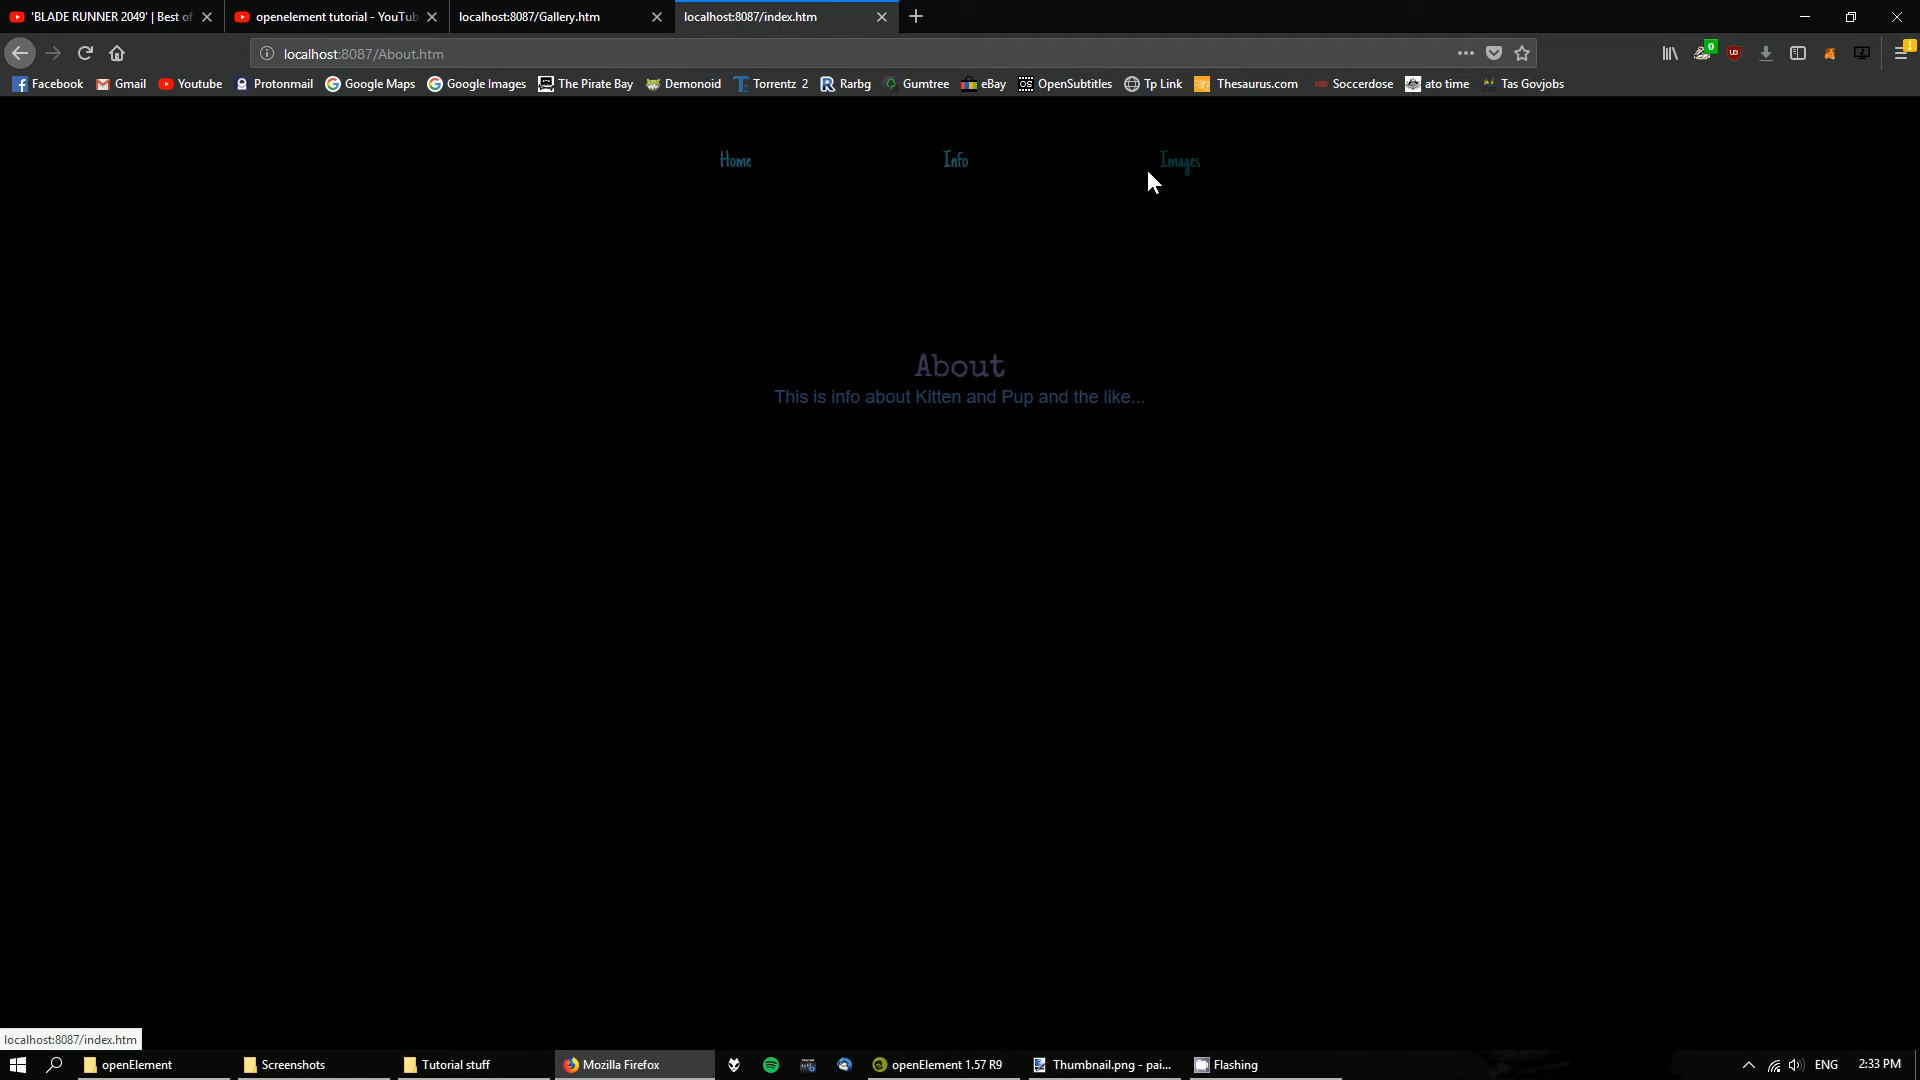 'BLADE RUNNER 2049' | Best of
openelement tutorial - YouTub
localhost:8087/Gallery.htm
localhost:8087/index.htm
localhost:8087/About.htm
0
Facebook Gmail Youtube Protonmail Google Maps Google Images The Pirate Bay Demonoid Torrentz 2 Rarbg Gumtree eBay OpenSubtitles Tp Link Thesaurus.com Soccerdose ato time Tas Govjobs
Home Info Images
About
This is info about Kitten and Pup and the like...
localhost:8087/index.htm
openElement Screenshots Tutorial stuff Mozilla Firefox openElement 1.57 R9 Thumbnail.png - pai... Flashing ENG 2:33 PM